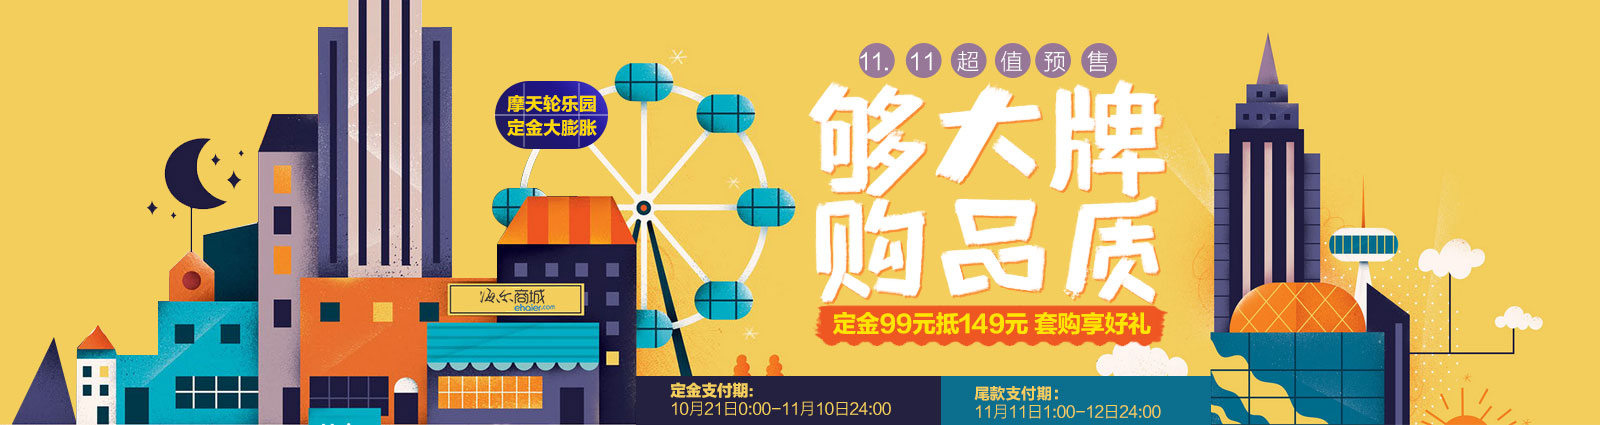 摩天轮乐园
定金大膨胀
海尔商城
ehaier.com
11.11超值预售
够大牌
购品质
定金99元抵149元 套购享好礼
定金支付期：
10月21日0:00-11月10日24:00
尾款支付期：
11月11日1:00-12日24:00